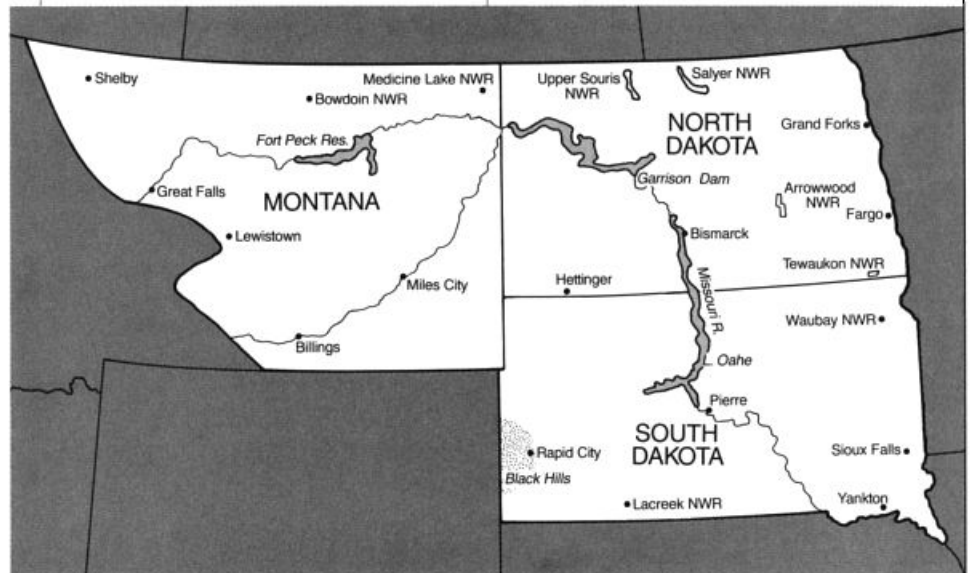 Shelby
Medicine Lake NWR
Bowdoin NWR
Fort Peck Res.
Great Falls
MONTANA
Lewistown
Miles City
Billings
Upper Souris
NWR
Salyer NWR
NORTH
DAKOTA
Grand Forks
Garrison Dam
Arrowwood
NWR
Fargo
Bismarck
Tewaukon NWR
Hettinger
Missouri R.
Waubay NWR
L. Oahe
Pierre
SOUTH
DAKOTA
Rapid City
Black Hills
Sioux Falls
Lacreek NWR
Yankton